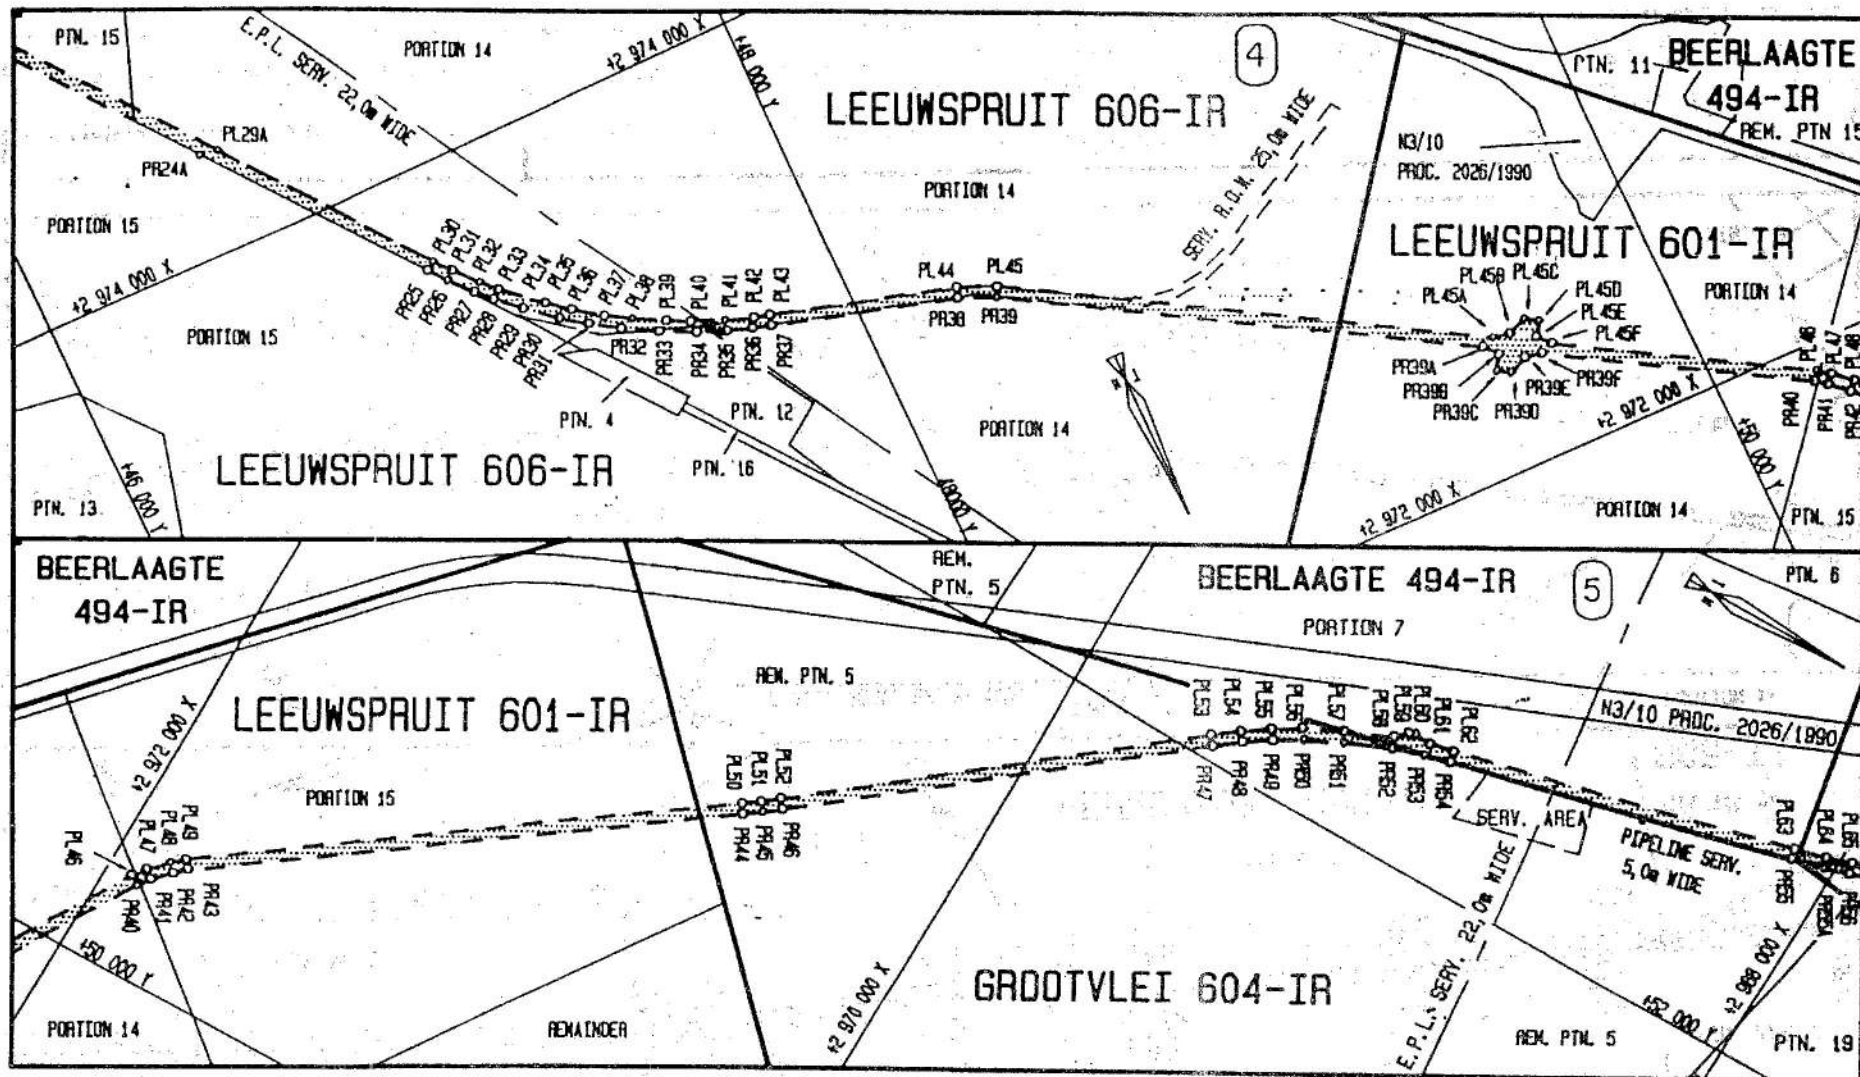 PTN. 15
E.P.L. SERV. 22,0m WIDE
PORTION 14
+2 974 000 X
+48 000 Y
4
LEEUWSPRUIT 606-IR
PTN. 11
BEERLAAGTE
494-IR
REM. PTN 15
N3/10
PROC. 2026/1990
PL29A
PR24A
PORTION 14
SERV. R.O.W. 25,0m WIDE
PORTION 15
LEEUWSPRUIT 601-IR
PL30
PL31
PL32
PL33
PL34
PL35
PL36
PL37
PL38
PL39
PL40
PL41
PL42
PL43
PL44
PL45
PL45A
PL45B
PL45C
PL45D
PL45E
PL45F
PORTION 14
PL46
PL47
PL48
+2 974 000 X
PORTION 15
PR25
PR26
PR27
PR28
PR29
PR30
PR31
PR32
PR33
PR34
PR35
PR36
PR37
PR38
PR39
PR39A
PR39B
PR39C
PR39D
PR39E
PR39F
PR40
PR41
PR42
+2 972 000 X
+50 000 Y
PTN. 4
PTN. 12
PORTION 14
PTN. 16
LEEUWSPRUIT 606-IR
+46 000 Y
PTN. 13
+2 972 000 X
PORTION 14
PTN. 15
BEERLAAGTE
494-IR
REM.
PTN. 5
BEERLAAGTE 494-IR
5
PTN. 6
PORTION 7
REM. PTN. 5
LEEUWSPRUIT 601-IR
+2 972 000 X
N3/10 PROC. 2026/1990
PL53
PL54
PL55
PL56
PL57
PL58
PL59
PL60
PL61
PL62
PR47
PR48
PR49
PR50
PR51
PR52
PR53
PR54
PORTION 15
PL50
PL51
PL52
PR44
PR45
PR46
SERV. AREA
PIPELINE SERV.
5,0m WIDE
PL63
PL64
PR55
PR55A
PR56
PL46
PL47
PL48
PL49
PR40
PR41
PR42
PR43
+50 000 Y
E.P.L. SERV. 22,0m WIDE
GROOTVLEI 604-IR
+2 970 000 X
+52 000 Y
PORTION 14
REMAINDER
REM. PTN. 5
PTN. 19